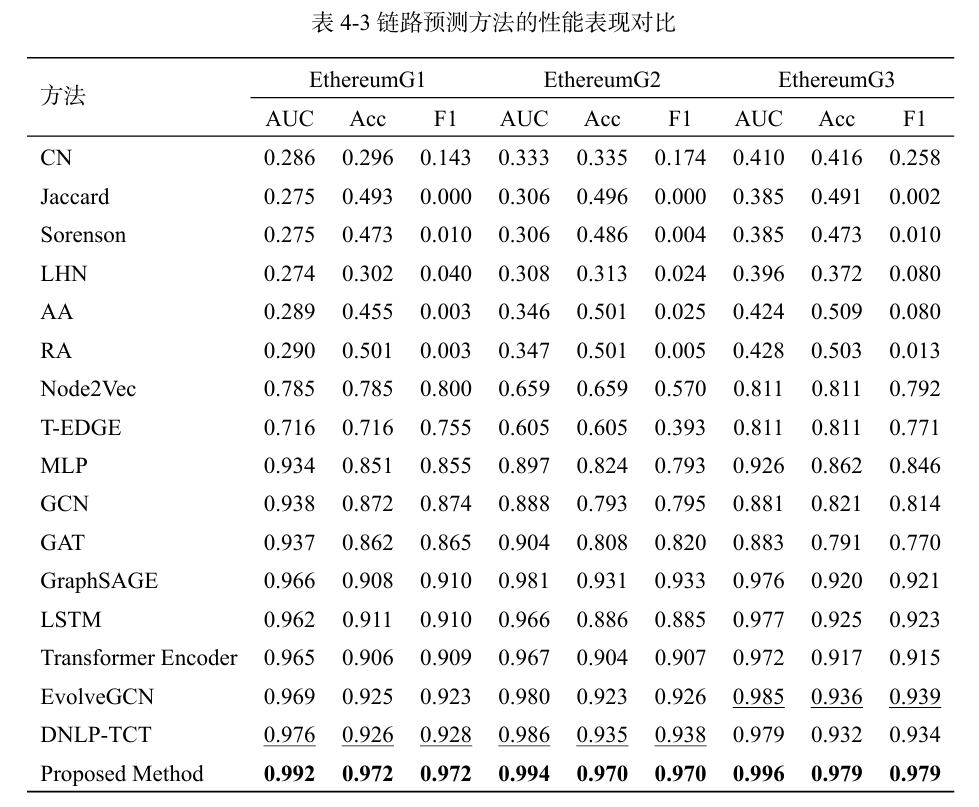 表 4-3 链路预测方法的性能表现对比
方法 EthereumG1 EthereumG2 EthereumG3
AUC Acc F1 AUC Acc F1 AUC Acc F1
CN 0.286 0.296 0.143 0.333 0.335 0.174 0.410 0.416 0.258
Jaccard 0.275 0.493 0.000 0.306 0.496 0.000 0.385 0.491 0.002
Sorenson 0.275 0.473 0.010 0.306 0.486 0.004 0.385 0.473 0.010
LHN 0.274 0.302 0.040 0.308 0.313 0.024 0.396 0.372 0.080
AA 0.289 0.455 0.003 0.346 0.501 0.025 0.424 0.509 0.080
RA 0.290 0.501 0.003 0.347 0.501 0.005 0.428 0.503 0.013
Node2Vec 0.785 0.785 0.800 0.659 0.659 0.570 0.811 0.811 0.792
T-EDGE 0.716 0.716 0.755 0.605 0.605 0.393 0.811 0.811 0.771
MLP 0.934 0.851 0.855 0.897 0.824 0.793 0.926 0.862 0.846
GCN 0.938 0.872 0.874 0.888 0.793 0.795 0.881 0.821 0.814
GAT 0.937 0.862 0.865 0.904 0.808 0.820 0.883 0.791 0.770
GraphSAGE 0.966 0.908 0.910 0.981 0.931 0.933 0.976 0.920 0.921
LSTM 0.962 0.911 0.910 0.966 0.886 0.885 0.977 0.925 0.923
Transformer Encoder 0.965 0.906 0.909 0.967 0.904 0.907 0.972 0.917 0.915
EvolveGCN 0.969 0.925 0.923 0.980 0.923 0.926 0.985 0.936 0.939
DNLP-TCT 0.976 0.926 0.928 0.986 0.935 0.938 0.979 0.932 0.934
Proposed Method 0.992 0.972 0.972 0.994 0.970 0.970 0.996 0.979 0.979